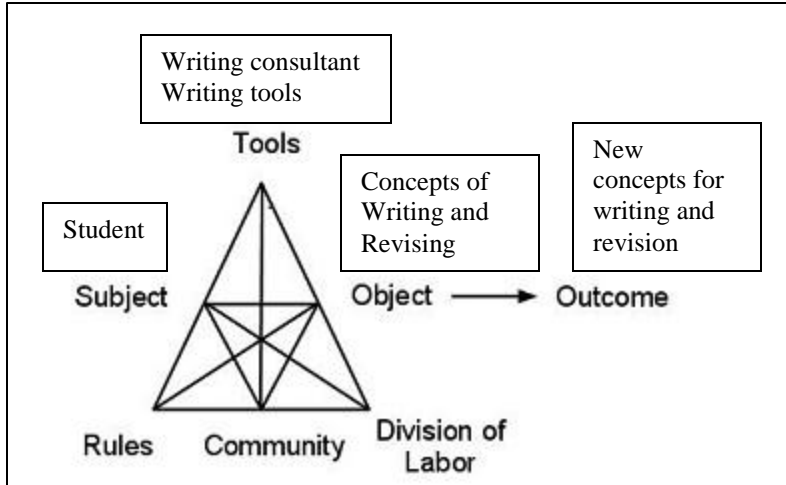 Writing consultant
Writing tools
Tools
Student
Subject
Concepts of
Writing and
Revising
Object
New
concepts for
writing and
revision
Outcome
Rules
Community
Division of
Labor